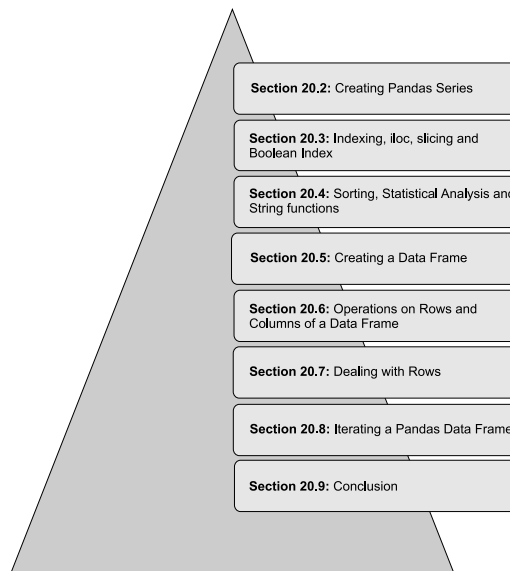 Section 20.2: Creating Pandas Series
Section 20.3: Indexing, iloc, slicing and
Boolean Index
Section 20.4: Sorting, Statistical Analysis and
String functions
Section 20.5: Creating a Data Frame
Section 20.6: Operations on Rows and
Columns of a Data Frame
Section 20.7: Dealing with Rows
Section 20.8: Iterating a Pandas Data Frame
Section 20.9: Conclusion